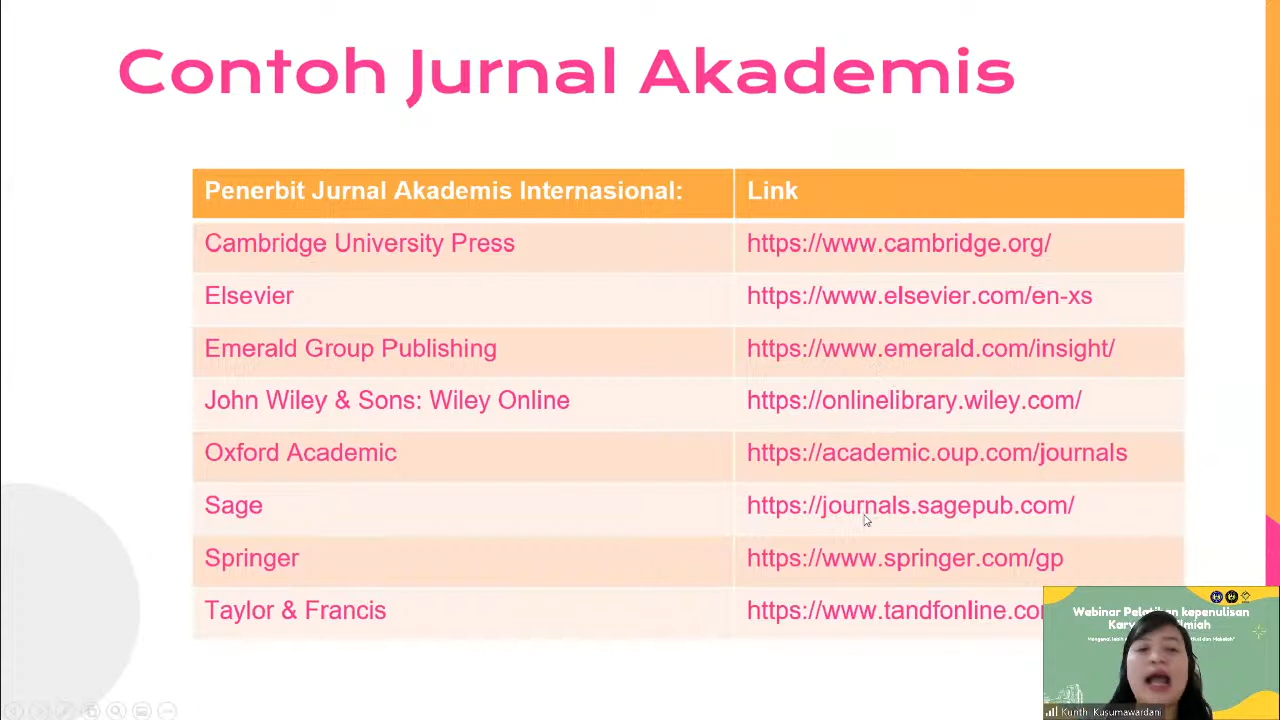 Contoh Jurnal Akademis
Penerbit Jurnal Akademis Internasional: Link
Cambridge University Press https://www.cambridge.org/
Elsevier https://www.elsevier.com/en-xs
Emerald Group Publishing https://www.emerald.com/insight/
John Wiley & Sons: Wiley Online https://onlinelibrary.wiley.com/
Oxford Academic https://academic.oup.com/journals
Sage https://journals.sagepub.com/
Springer https://www.springer.com/gp
Taylor & Francis https://www.tandfonline.co
Webinar Pelatihan kepenulisan
Karya Ilmiah
Kunthi Kusumawardani